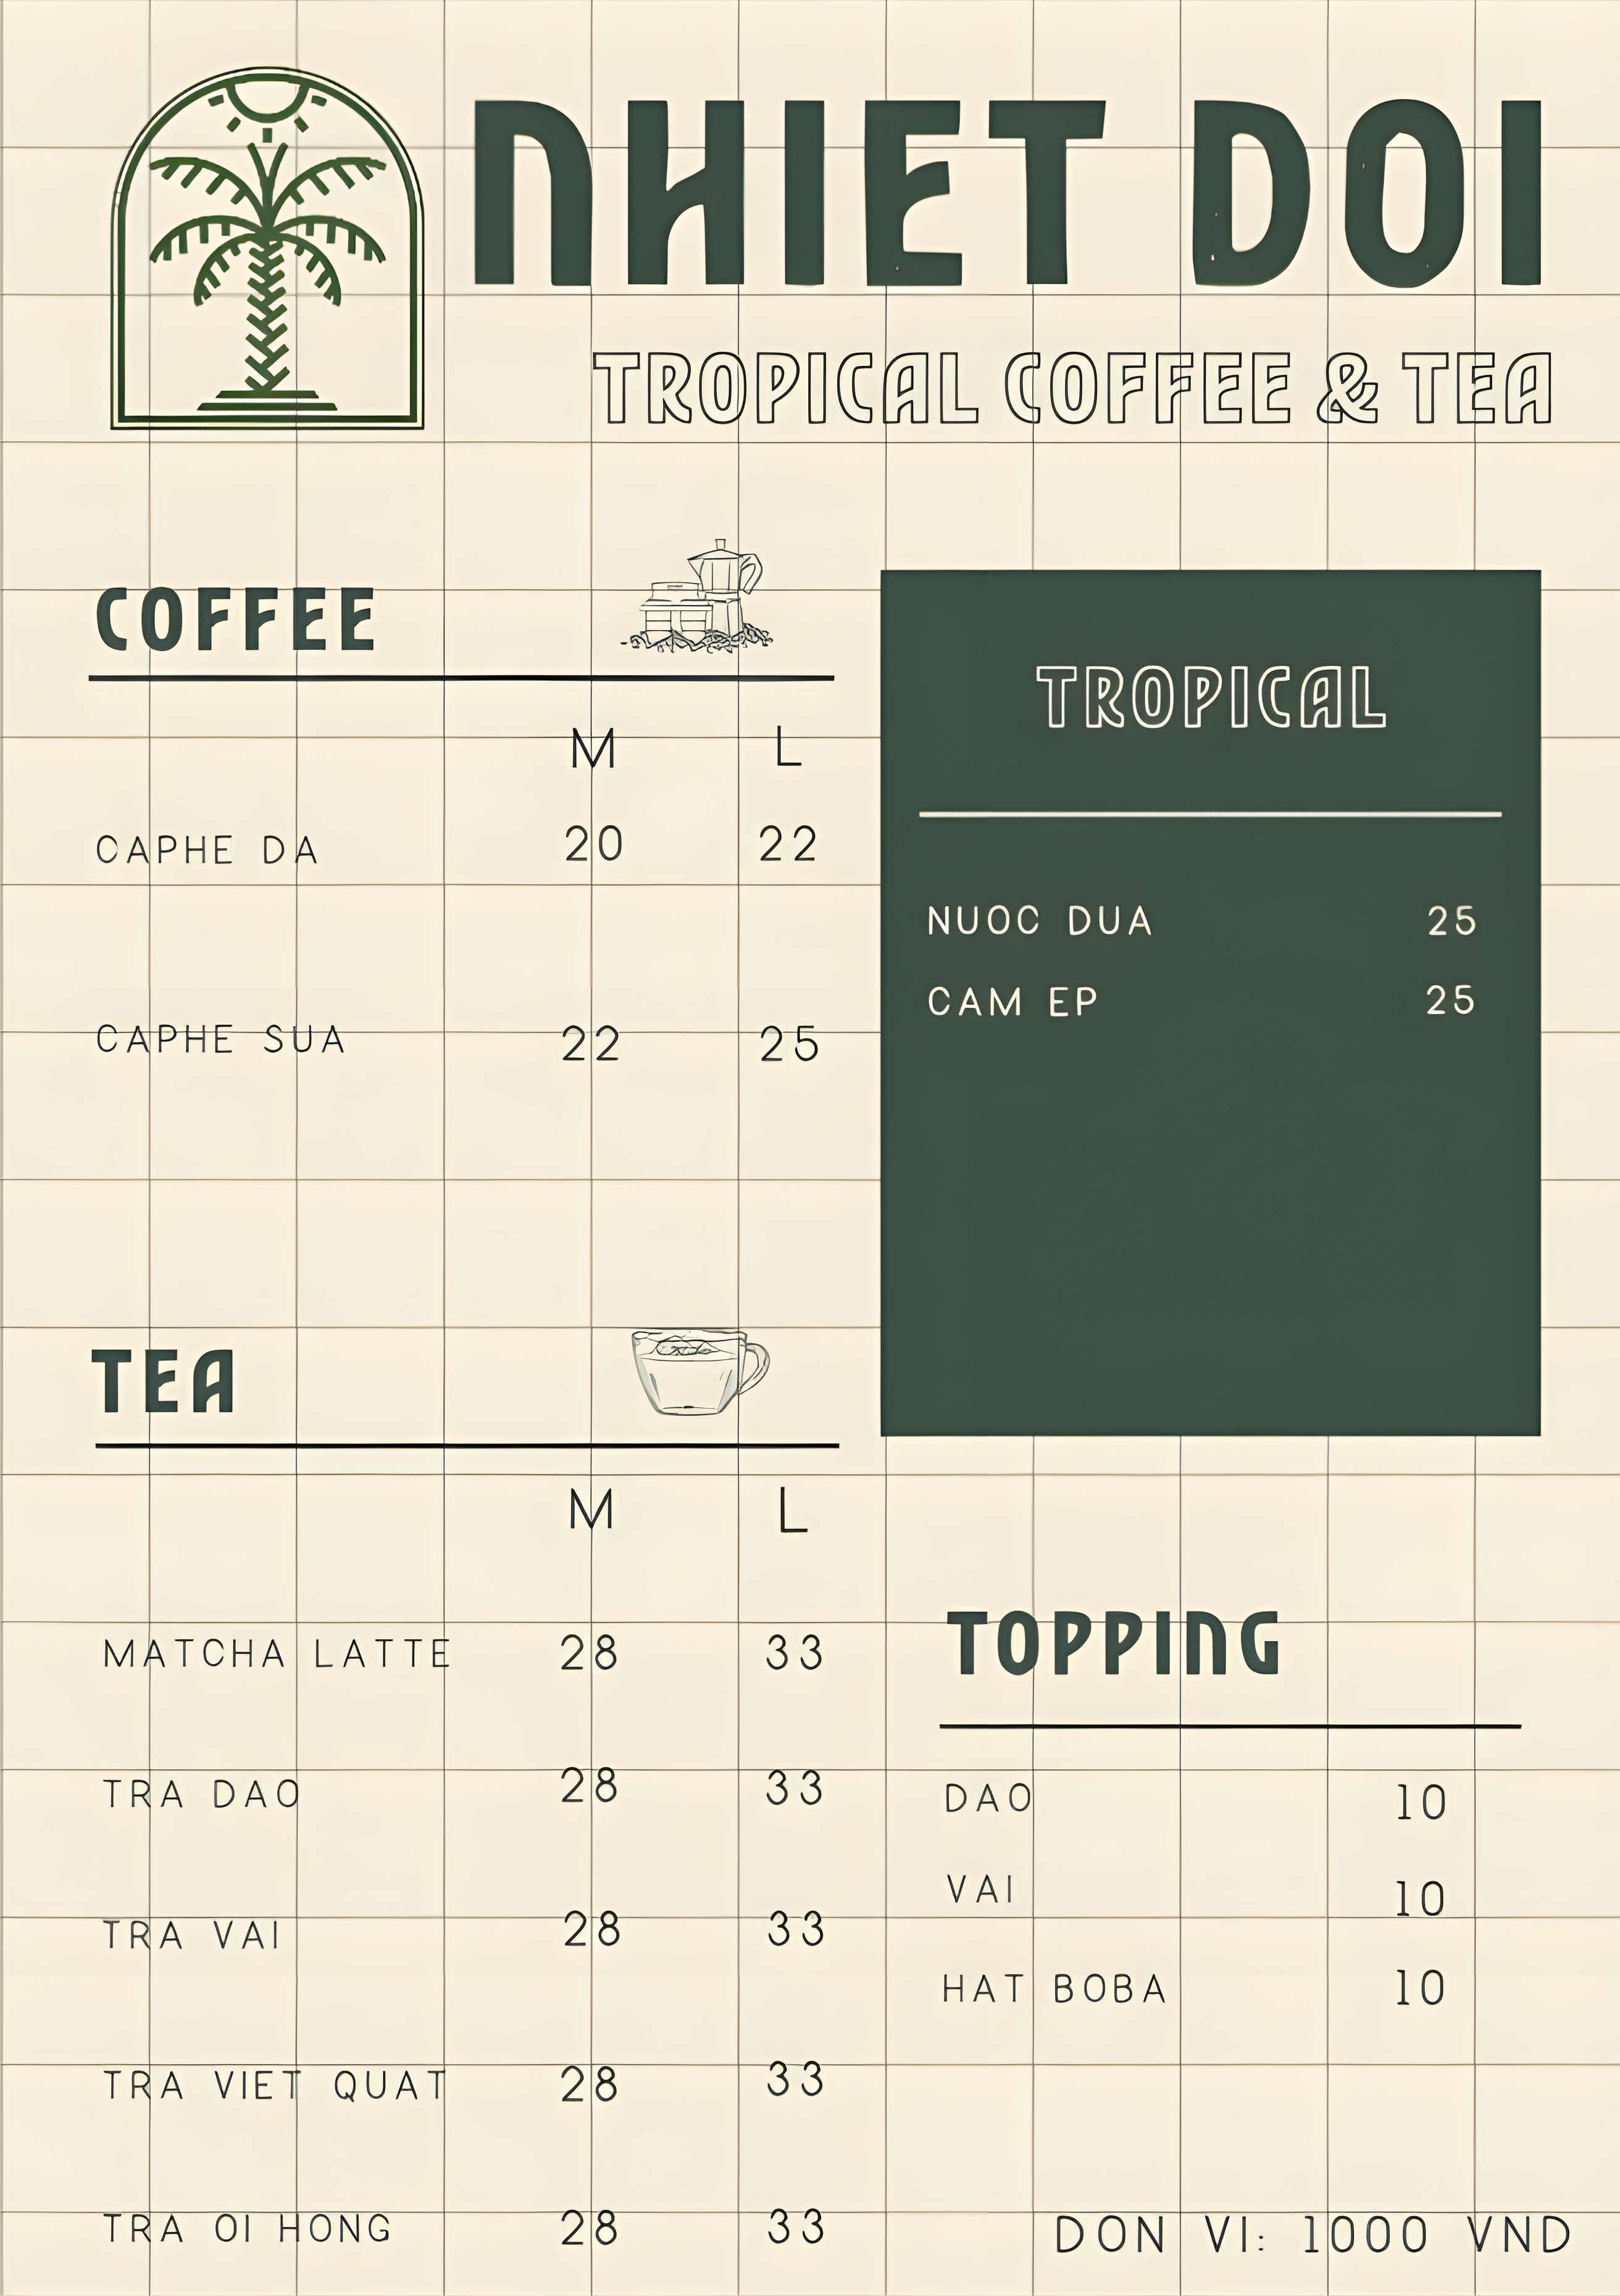 NHIET DOI
TROPICAL COFFEE & TEA
COFFEE
M L
CAPHE DA 20 22
CAPHE SUA 22 25
TROPICAL
NUOC DUA 25
CAM EP 25
TEA
M L
MATCHA LATTE 28 33
TRA DAO 28 33
TRA VAI 28 33
TRA VIET QUAT 28 33
TRA OI HONG 28 33
TOPPING
DAO 10
VAI 10
HAT BOBA 10
DON VI: 1000 VND